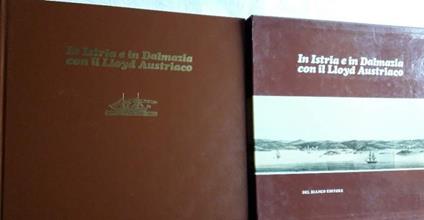 In Istria e in Dalmazia
con il Lloyd Austriaco
In Istria e in Dalmazia
con il Lloyd Austriaco
DEL BIANCO EDITORE